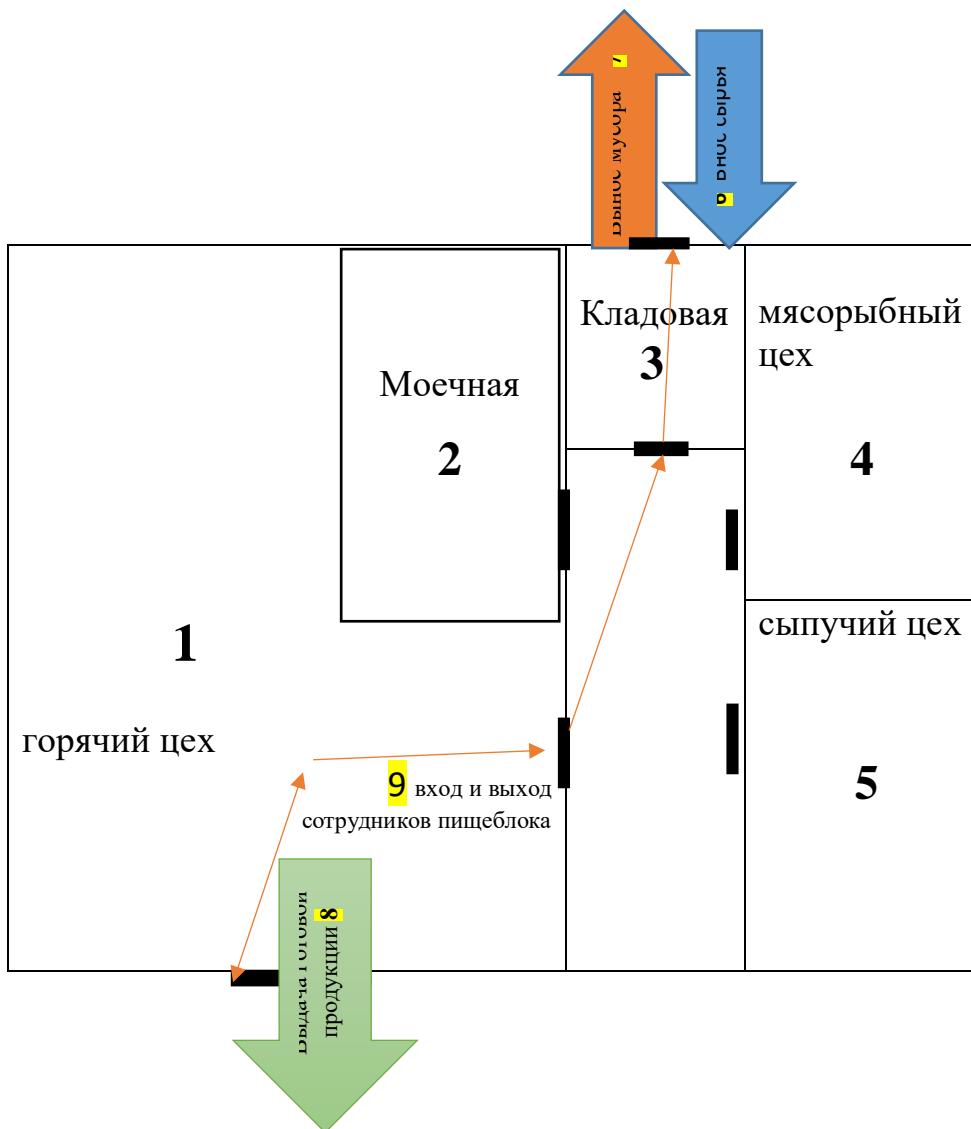 Вынос мусора 7
6 Внос сырья
Кладовая
3
мясорыбный
цех
4
Моечная
2
1
горячий цех
сыпучий цех
5
9 вход и выход
сотрудников пищеблока
Выдача готовой
продукции 8